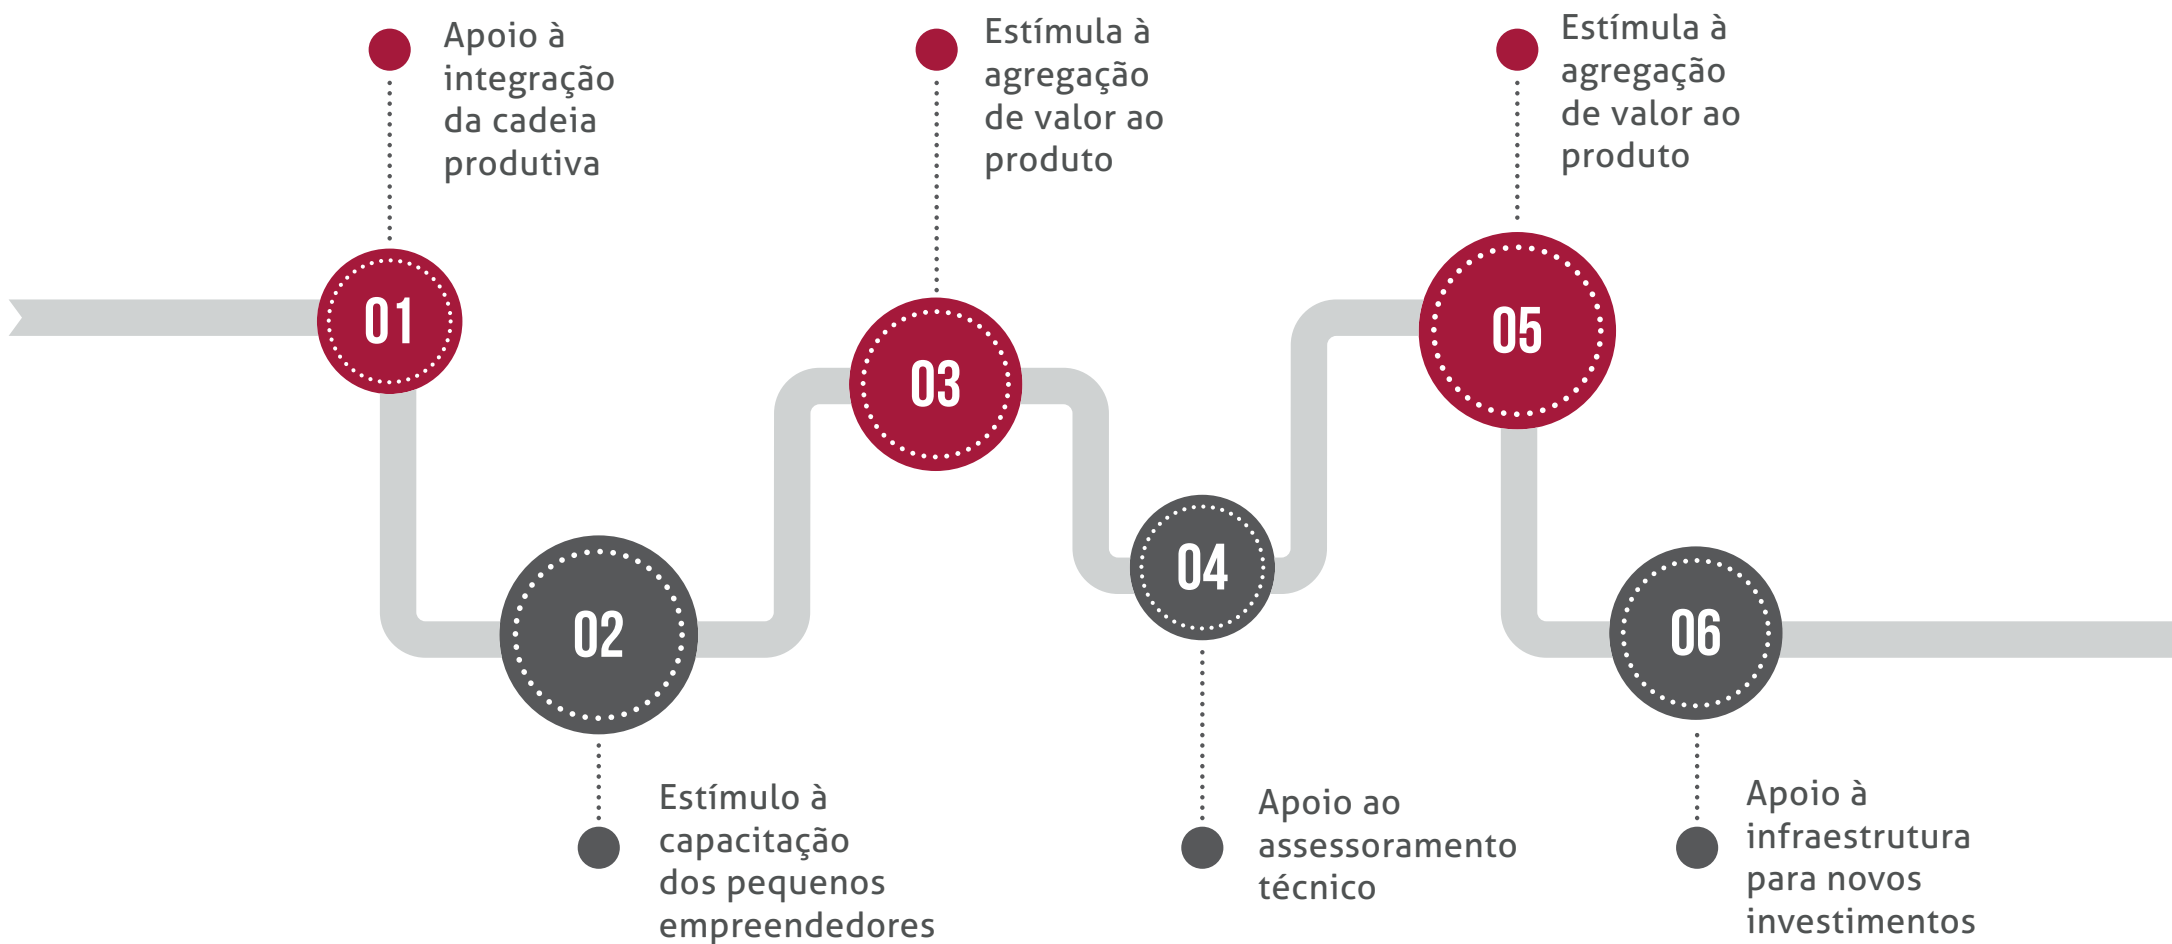 Apoio à
integração
da cadeia
produtiva
01
Estímulo à
capacitação
dos pequenos
empreendedores
02
Estímula à
agregação
de valor ao
produto
03
Apoio ao
assessoramento
técnico
04
Estímula à
agregação
de valor ao
produto
05
Apoio à
infraestrutura
para novos
investimentos
06